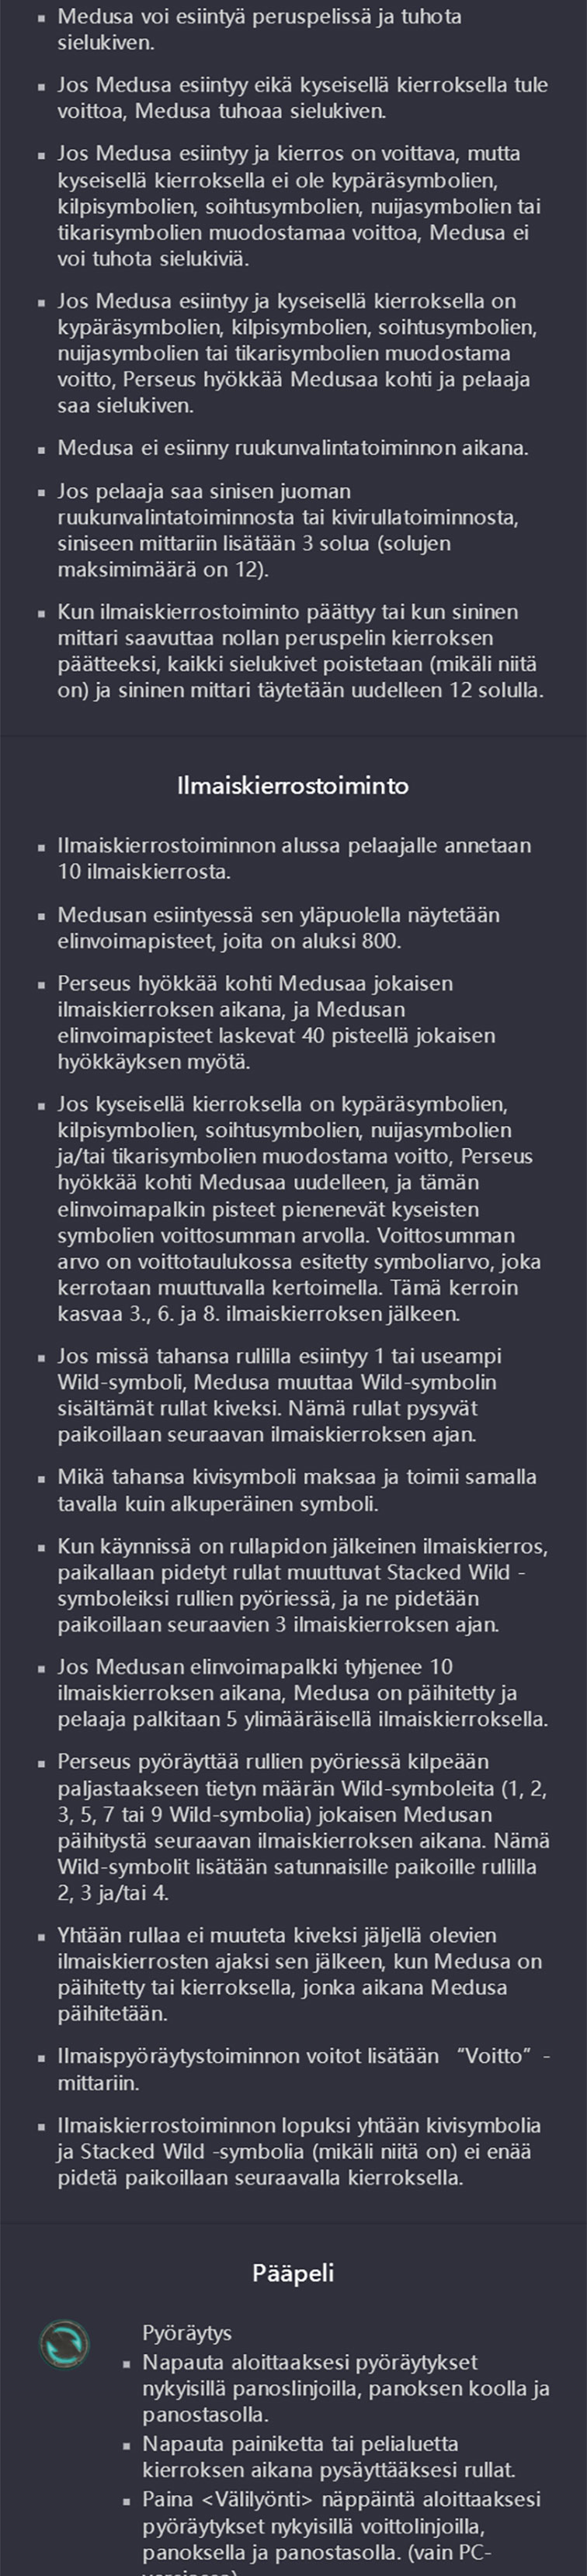 Medusa voi esiintyä peruspelissä ja tuhota
sielukiven.
Jos Medusa esiintyy eikä kyseisellä kierroksella tule
voittoa, Medusa tuhoaa sielukiven.
Jos Medusa esiintyy ja kierros on voittava, mutta
kyseisellä kierroksella ei ole kypäräsymbolien,
kilpisymbolien, soihtusymbolien, nuijasymbolien tai
tikarisymbolien muodostamaa voittoa, Medusa ei
voi tuhota sielukiviä.
Jos Medusa esiintyy ja kyseisellä kierroksella on
kypäräsymbolien, kilpisymbolien, soihtusymbolien,
nuijasymbolien tai tikarisymbolien muodostama
voitto, Perseus hyökkää Medusaa kohti ja pelaaja
saa sielukiven.
Medusa ei esiinny ruukunvalintatoiminnon aikana.
Jos pelaaja saa sinisen juoman
ruukunvalintatoiminnosta tai kivirullatoiminnosta,
siniseen mittariin lisätään 3 solua (solujen
maksimimäärä on 12).
Kun ilmaiskierrostoiminto päättyy tai kun sininen
mittari saavuttaa nollan peruspelin kierroksen
päätteeksi, kaikki sielukivet poistetaan (mikäli niitä
on) ja sininen mittari täytetään uudelleen 12 solulla.
Ilmaiskierrostoiminto
Ilmaiskierrostoiminnon alussa pelaajalle annetaan
10 ilmaiskierrosta.
Medusan esiintyessä sen yläpuolella näytetään
elinvoimapisteet, joita on aluksi 800.
Perseus hyökkää kohti Medusaa jokaisen
ilmaiskierroksen aikana, ja Medusan
elinvoimapisteet laskevat 40 pisteellä jokaisen
hyökkäyksen myötä.
Jos kyseisellä kierroksella on kypäräsymbolien,
kilpisymbolien, soihtusymbolien, nuijasymbolien
ja/tai tikarisymbolien muodostama voitto, Perseus
hyökkää kohti Medusaa uudelleen, ja tämän
elinvoimapalkin pisteet pienenevät kyseisten
symbolien voittosumman arvolla. Voittosumman
arvo on voittotaulukossa esitetty symboliarvo, joka
kerrotaan muuttuvalla kertoimella. Tämä kerroin
kasvaa 3., 6. ja 8. ilmaiskierroksen jälkeen.
Jos missä tahansa rullilla esiintyy 1 tai useampi
Wild-symboli, Medusa muuttaa Wild-symbolin
sisältämät rullat kiveksi. Nämä rullat pysyvät
paikoillaan seuraavan ilmaiskierroksen ajan.
Mikä tahansa kivisymboli maksaa ja toimii samalla
tavalla kuin alkuperäinen symboli.
Kun käynnissä on rullapidon jälkeinen ilmaiskierros,
paikallaan pidetyt rullat muuttuvat Stacked Wild -
symboleiksi rullien pyöriessä, ja ne pidetään
paikoillaan seuraavien 3 ilmaiskierroksen ajan.
Jos Medusan elinvoimapalkki tyhjenee 10
ilmaiskierroksen aikana, Medusa on päihitetty ja
pelaaja palkitaan 5 ylimääräisellä ilmaiskierroksella.
Perseus pyöräyttää rullien pyöriessä kilpeään
paljastaakseen tietyn määrän Wild-symboleita (1, 2,
3, 5, 7 tai 9 Wild-symbolia) jokaisen Medusan
päihitystä seuraavan ilmaiskierroksen aikana. Nämä
Wild-symbolit lisätään satunnaisille paikoille rullilla
2, 3 ja/tai 4.
Yhtään rullaa ei muuteta kiveksi jäljellä olevien
ilmaiskierrosten ajaksi sen jälkeen, kun Medusa on
päihitetty tai kierroksella, jonka aikana Medusa
päihitetään.
Ilmaispyöräytystoiminnon voitot lisätään “Voitto” -
mittariin.
Ilmaiskierrostoiminnon lopuksi yhtään kivisymbolia
ja Stacked Wild -symbolia (mikäli niitä on) ei enää
pidetä paikoillaan seuraavalla kierroksella.
Pääpeli
Pyöräytys
Napauta aloittaaksesi pyöräytykset
nykyisillä panoslinjoilla, panoksen koolla ja
panostasolla.
Napauta painiketta tai pelialuetta
kierroksen aikana pysäyttääksesi rullat.
Paina <Välilyönti> näppäintä aloittaaksesi
pyöräytykset nykyisillä voittolinjoilla,
panoksella ja panostasolla. (vain PC-